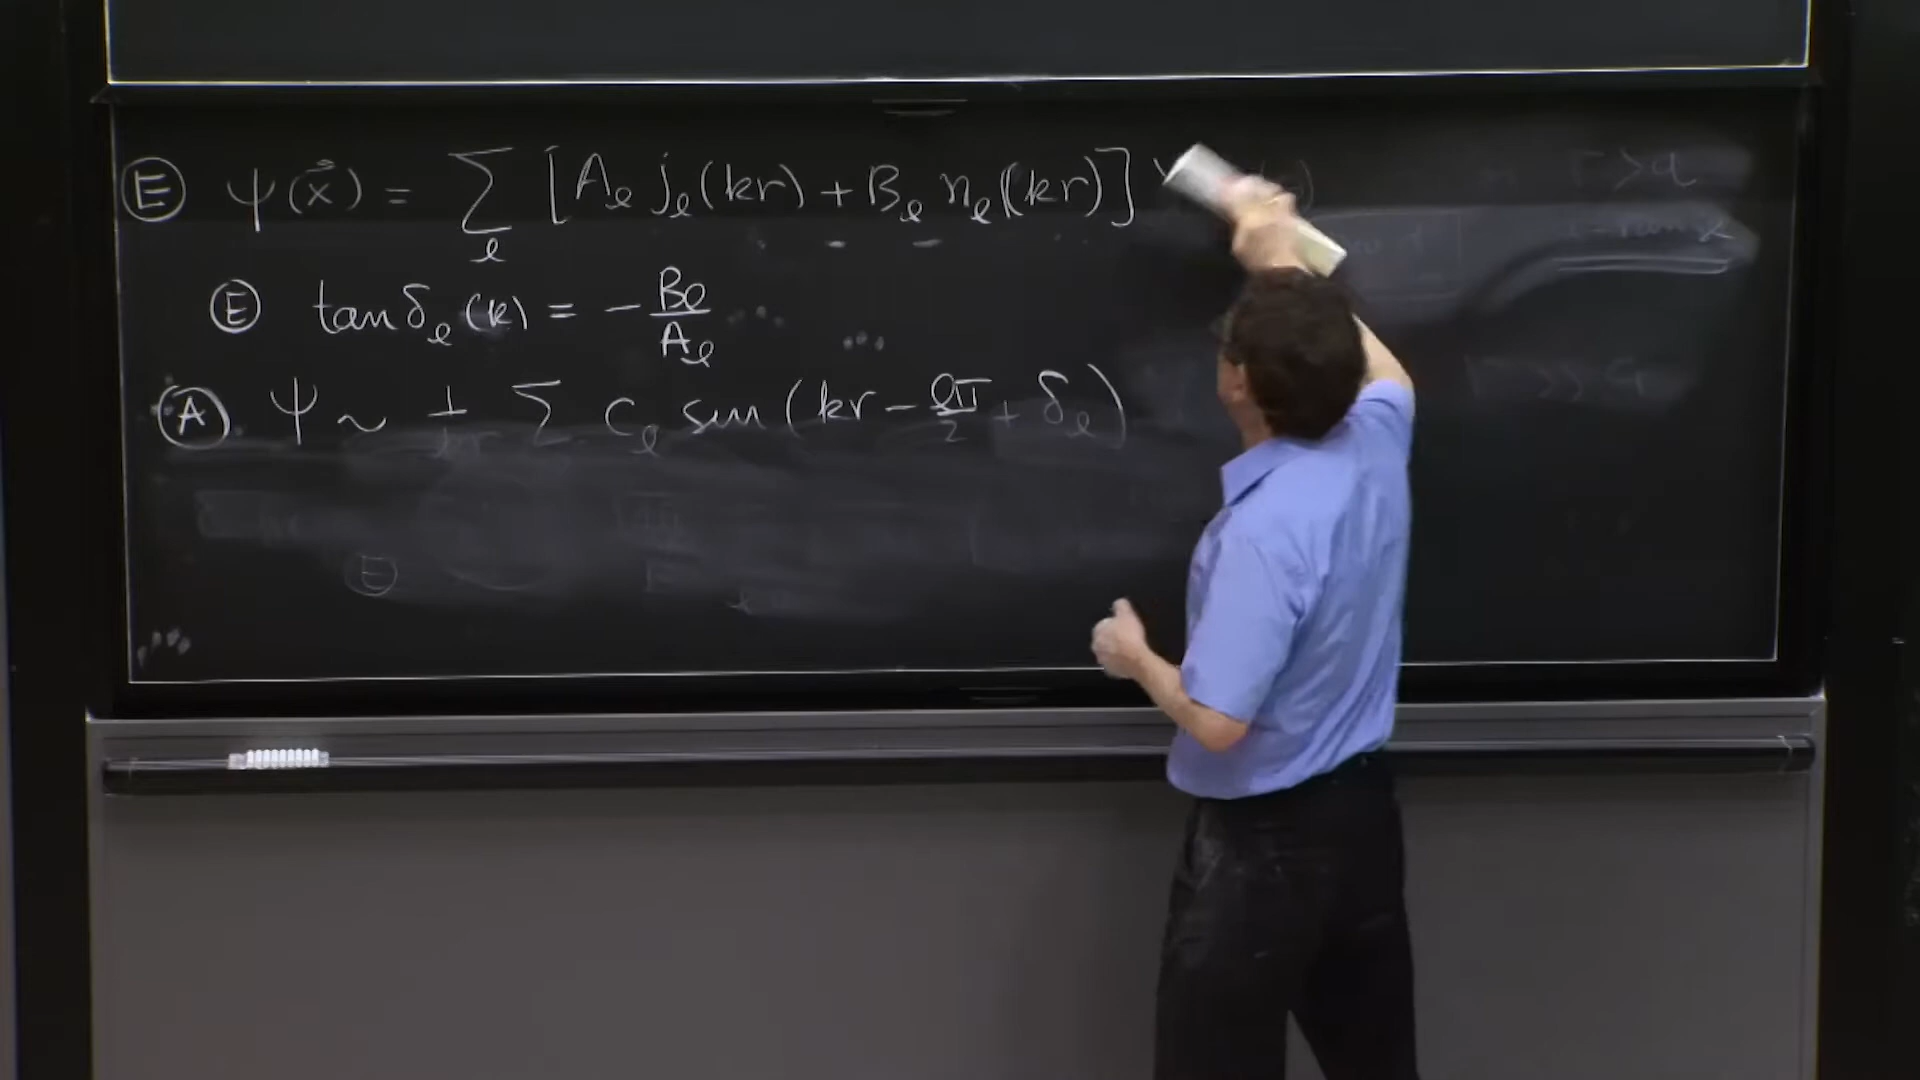 Ⓔ ψ(x⃗) = ∑_ℓ [A_ℓ j_ℓ(kr) + B_ℓ n_ℓ(kr)] r > a
Ⓔ tan δ_ℓ(k) = - B_ℓ / A_ℓ
Ⓐ ψ ~ 1/kr ∑ C_ℓ sin (kr - ℓπ/2 + δ_ℓ) r >> a
Ⓔ